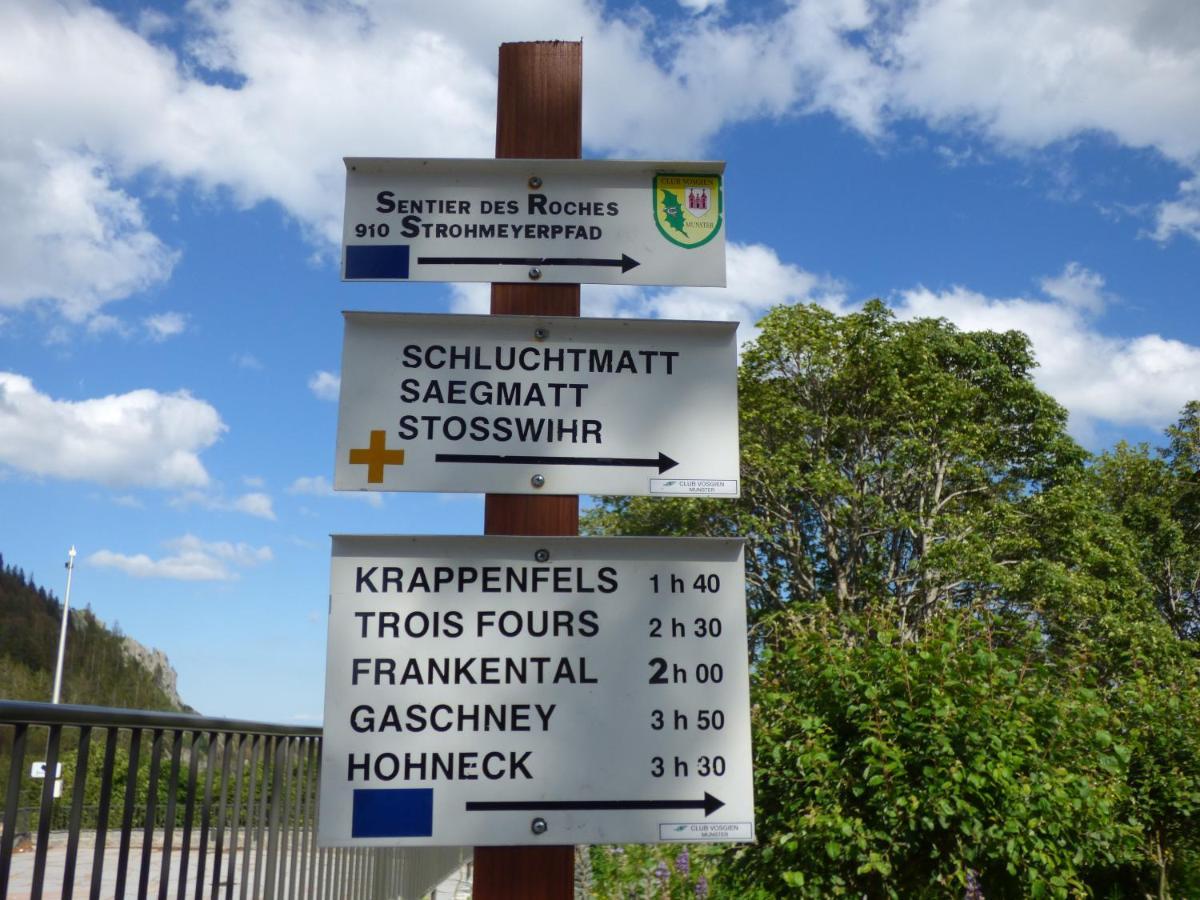 SENTIER DES ROCHES
910 STROHMEYERPFAD
CLUB VOSGIEN
MUNSTER
SCHLUCHTMATT
SAEGMATT
STOSSWIHR
CLUB VOSGIEN
MUNSTER
KRAPPENFELS 1 h 40
TROIS FOURS 2 h 30
FRANKENTAL 2 h 00
GASCHNEY 3 h 50
HOHNECK 3 h 30
CLUB VOSGIEN
MUNSTER